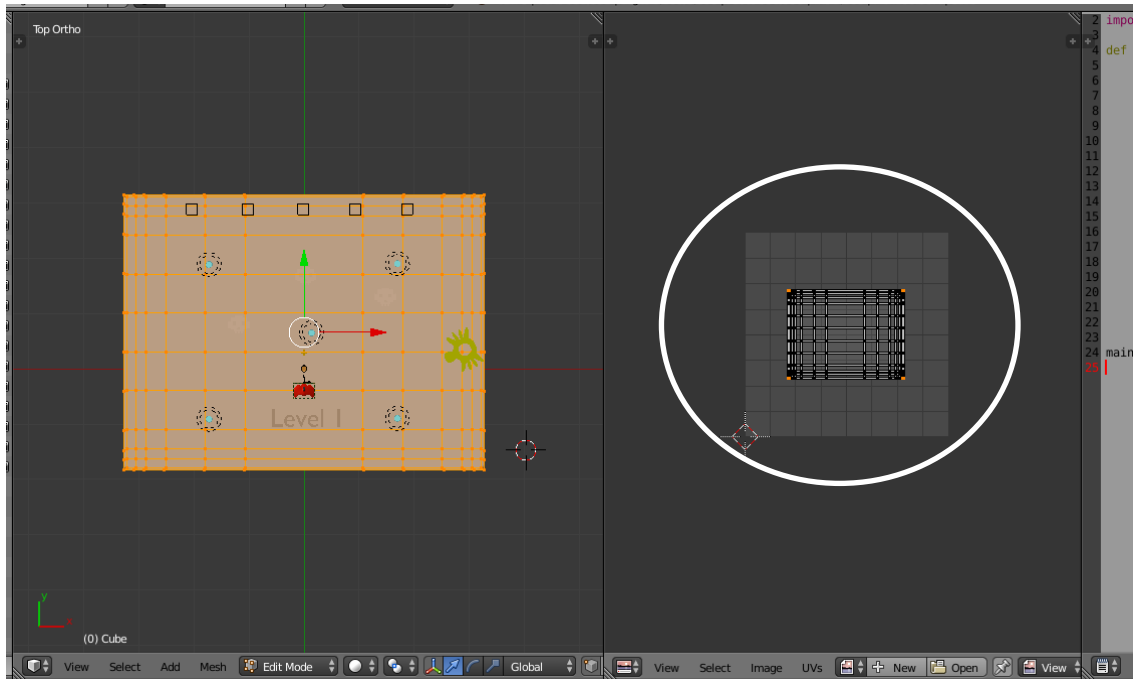 Top Ortho
Level 1
y
x
(0) Cube
View Select Add Mesh Edit Mode Global
View Select Image UVs New Open View
2 impo
3
4 def
5
6
7
8
9
10
11
12
13
14
15
16
17
18
19
20
21
22
23
24 main
25